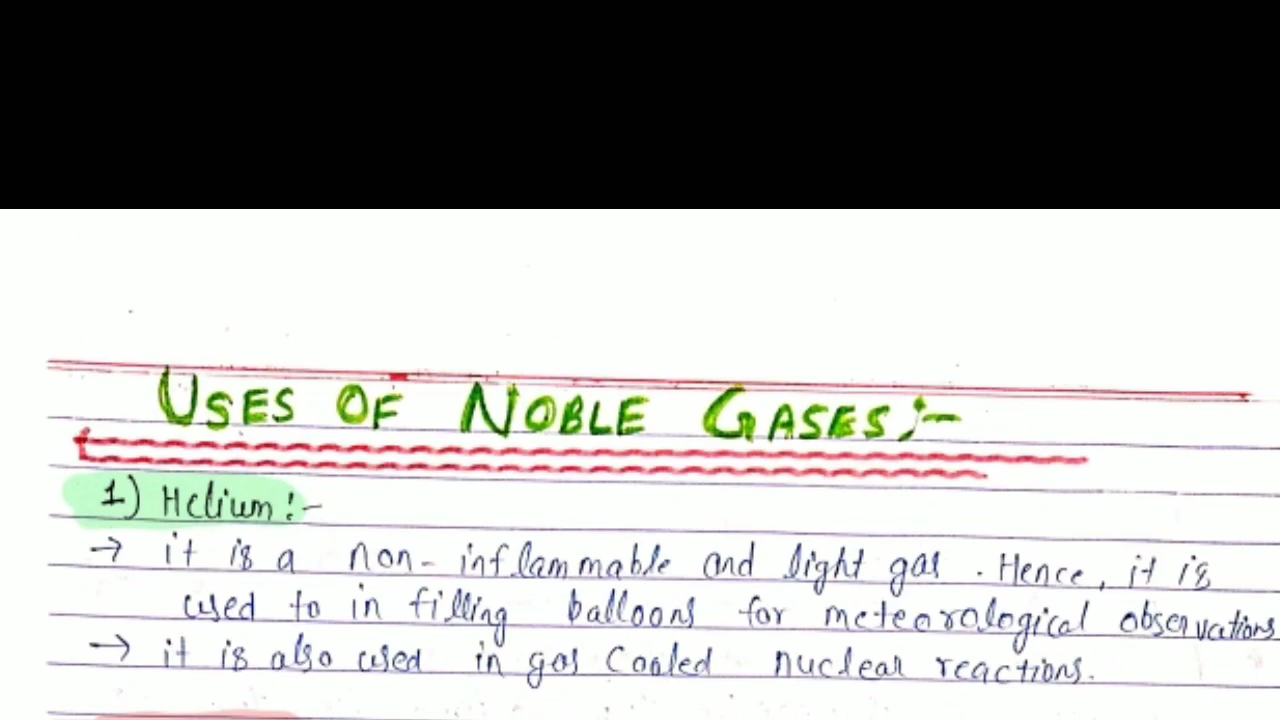 USES OF NOBLE GASES:-
1) Helium:-
→ it is a non-inflammable and light gas. Hence, it is
used to in filling balloons for meteorological observations
→ it is also used in gas cooled nuclear reactions.